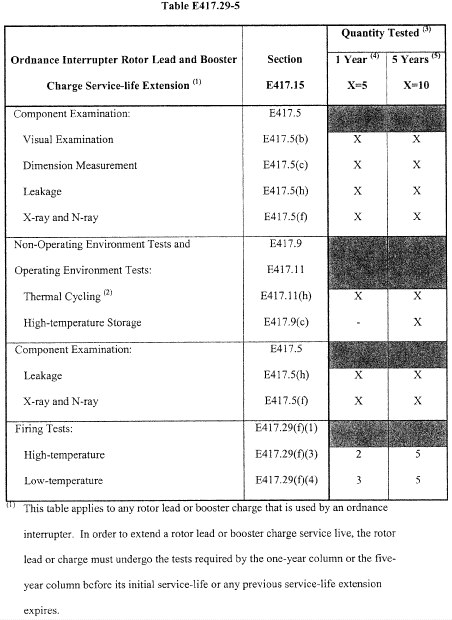 Table E417.29-5
Quantity Tested (3)
Ordnance Interrupter Rotor Lead and Booster Section 1 Year (4) 5 Years (5)
Charge Service-life Extension (1) E417.15 X=5 X=10
Component Examination: E417.5
Visual Examination E417.5(b) X X
Dimension Measurement E417.5(c) X X
Leakage E417.5(h) X X
X-ray and N-ray E417.5(f) X X
Non-Operating Environment Tests and E417.9
Operating Environment Tests: E417.11
Thermal Cycling (2) E417.11(h) X X
High-temperature Storage E417.9(c) - X
Component Examination: E417.5
Leakage E417.5(h) X X
X-ray and N-ray E417.5(f) X X
Firing Tests: E417.29(f)(1)
High-temperature E417.29(f)(3) 2 5
Low-temperature E417.29(f)(4) 3 5
(1) This table applies to any rotor lead or booster charge that is used by an ordnance
interrupter. In order to extend a rotor lead or booster charge service live, the rotor
lead or charge must undergo the tests required by the one-year column or the five-
year column before its initial service-life or any previous service-life extension
expires.